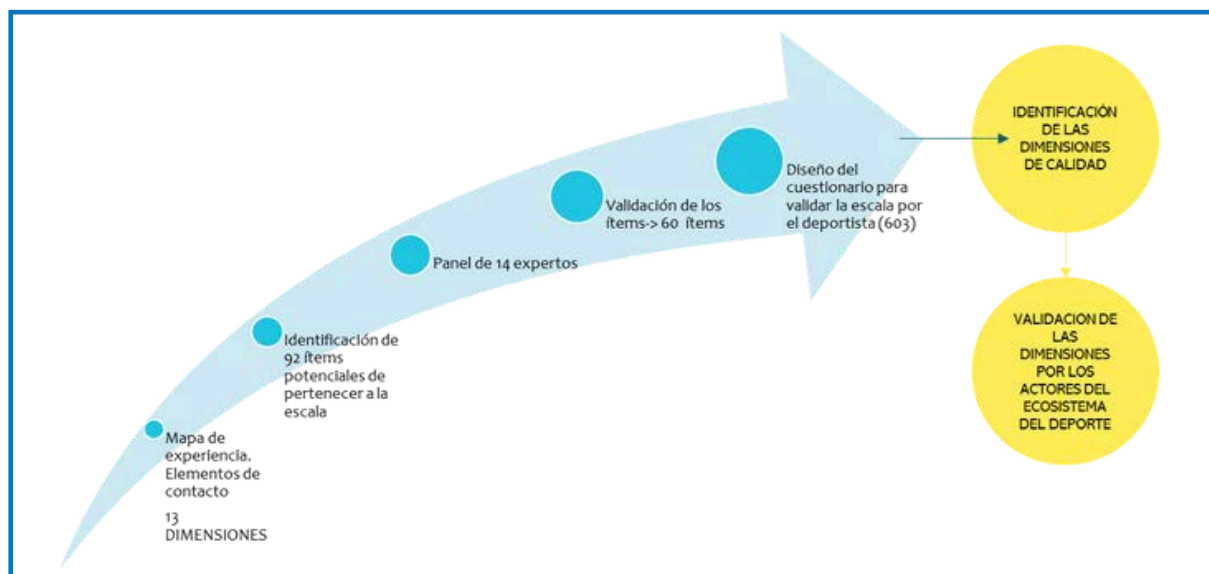 Mapa de
experiencia.
Elementos de
contacto
13
DIMENSIONES
Identificación de
92 ítems
potenciales de
pertenecer a la
escala
Panel de 14 expertos
Validación de los
ítems-> 60 ítems
Diseño del
cuestionario para
validar la escala por
el deportista (603)
IDENTIFICACIÓN
DE LAS
DIMENSIONES
DE CALIDAD
VALIDACION DE
LAS
DIMENSIONES
POR LOS
ACTORES DEL
ECOSISTEMA
DEL DEPORTE